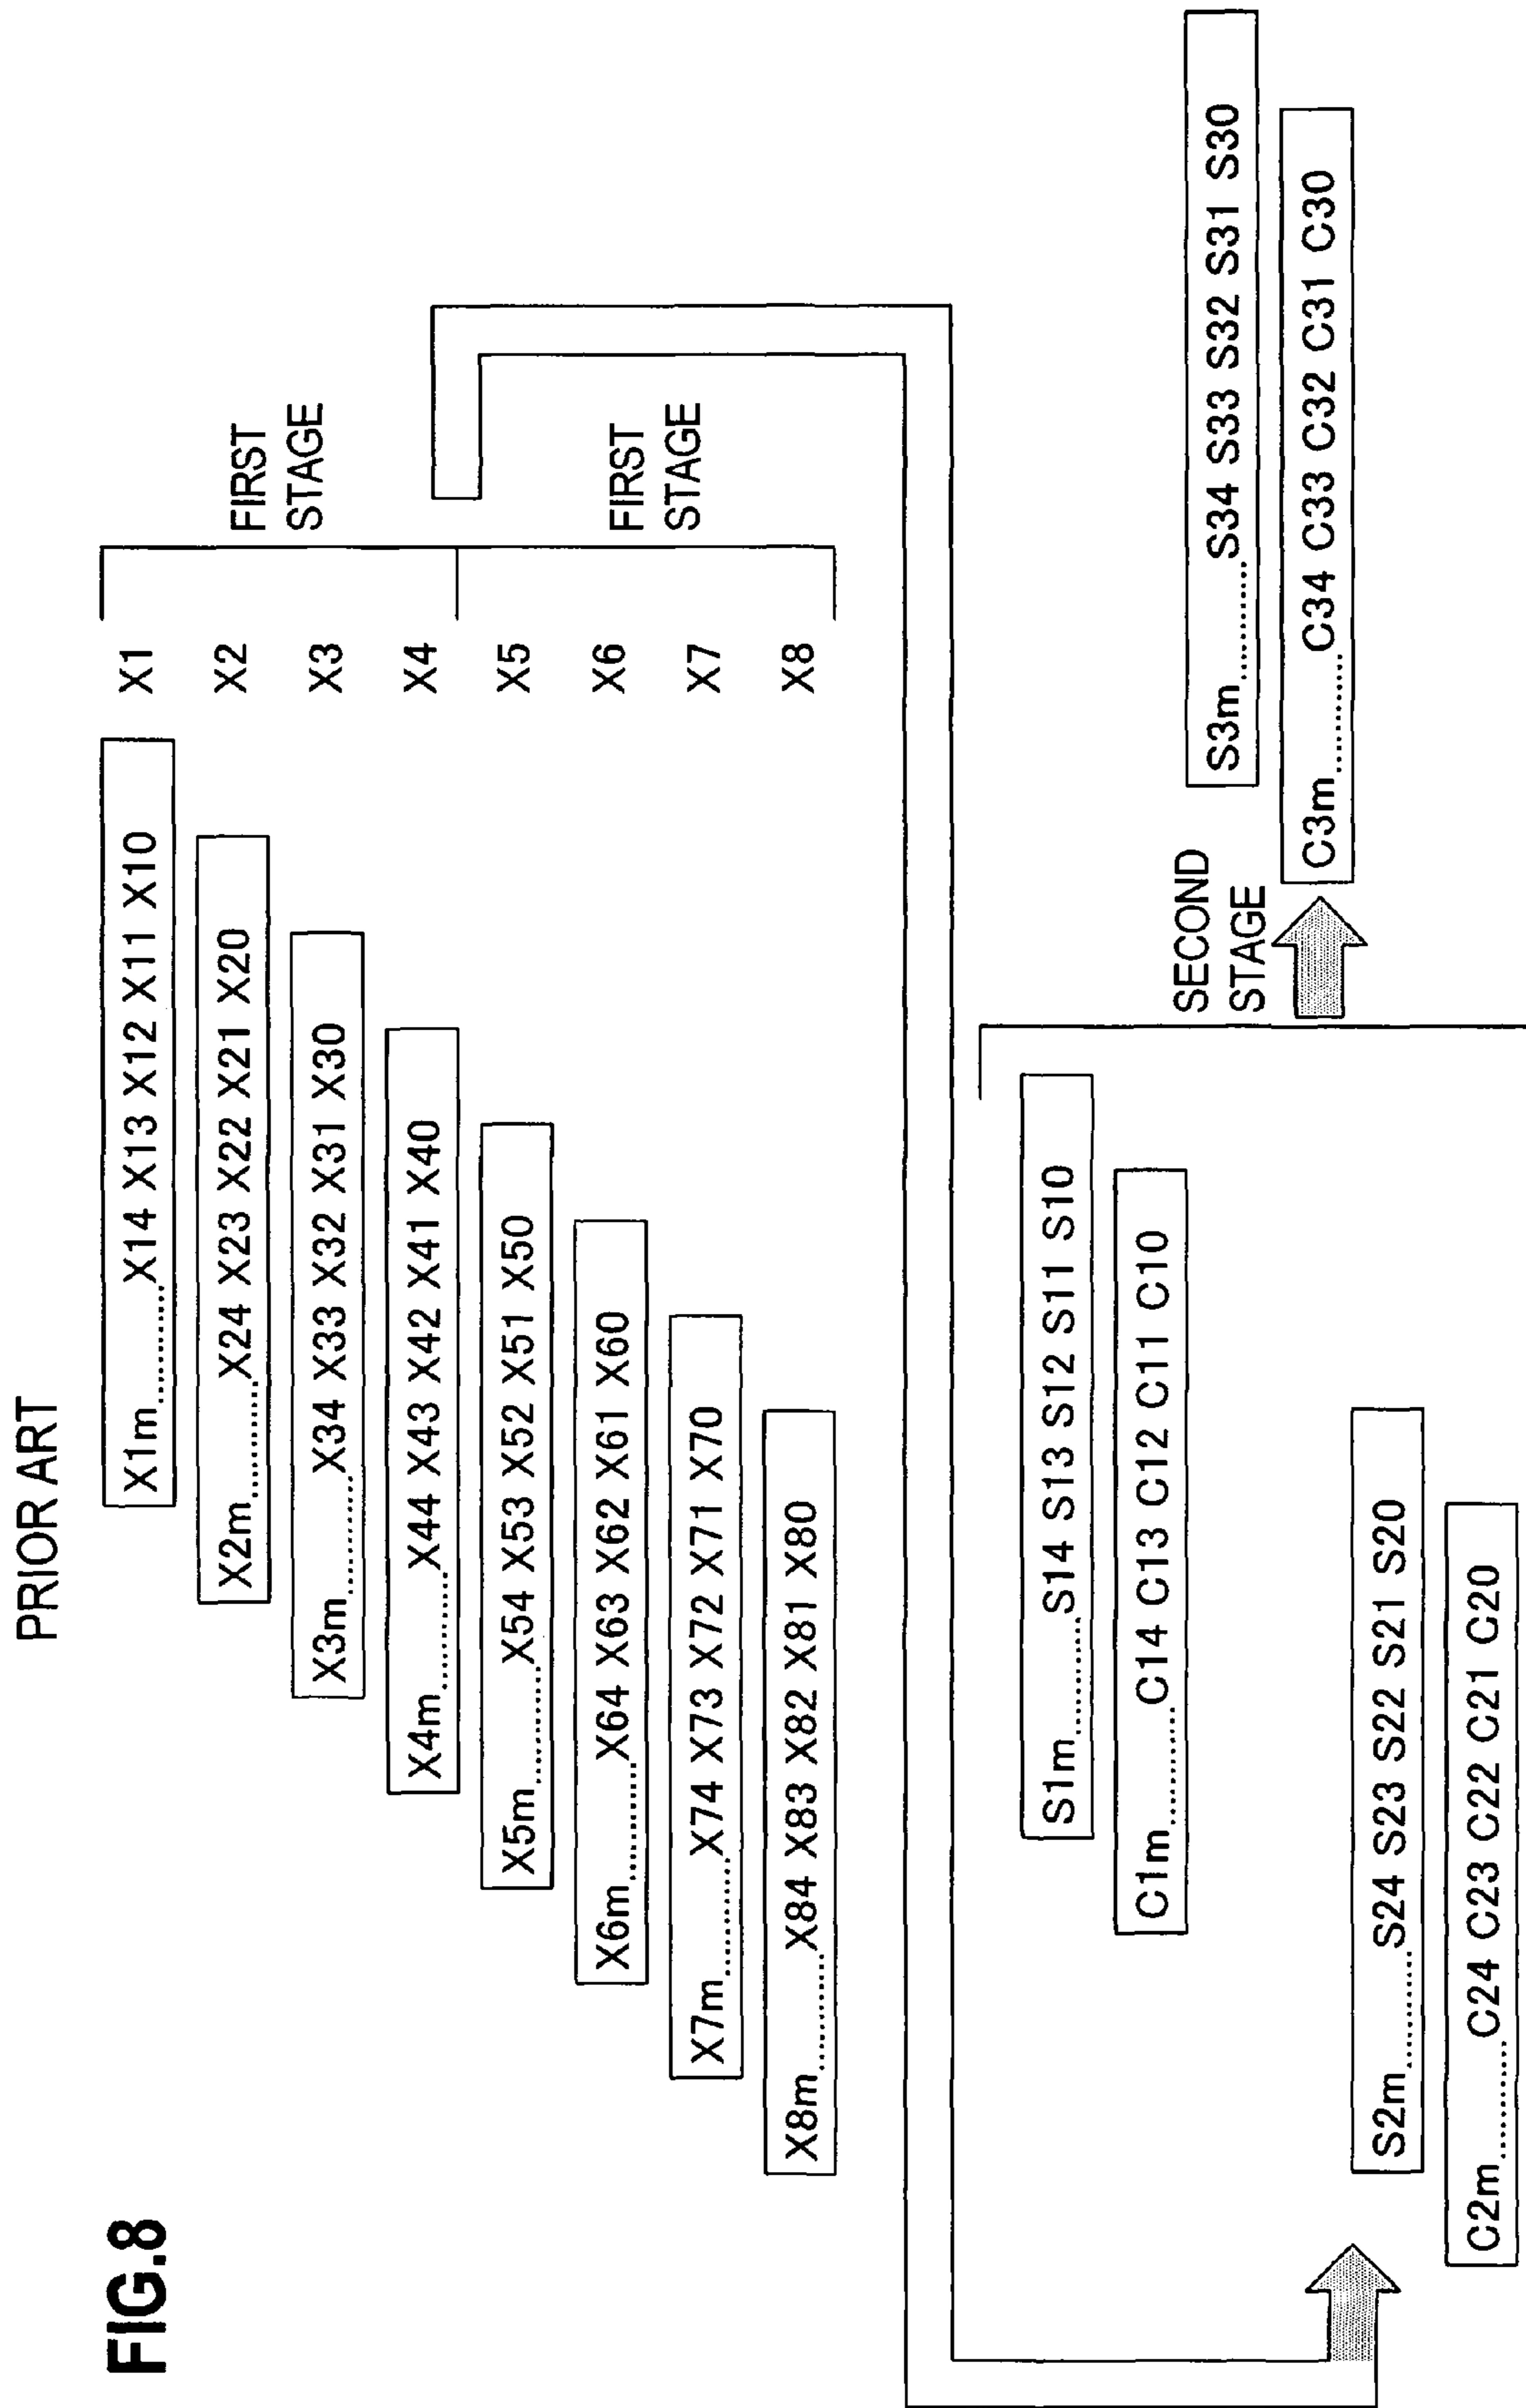 FIG.8
PRIOR ART
X1m..........X14 X13 X12 X11 X10
X1
X2m..........X24 X23 X22 X21 X20
X2
FIRST
STAGE
X3m..........X34 X33 X32 X31 X30
X3
X4m..........X44 X43 X42 X41 X40
X4
X5m..........X54 X53 X52 X51 X50
X5
X6m..........X64 X63 X62 X61 X60
X6
FIRST
STAGE
X7m..........X74 X73 X72 X71 X70
X7
X8m..........X84 X83 X82 X81 X80
X8
S1m..........S14 S13 S12 S11 S10
C1m..........C14 C13 C12 C11 C10
S2m..........S24 S23 S22 S21 S20
C2m..........C24 C23 C22 C21 C20
SECOND
STAGE
S3m..........S34 S33 S32 S31 S30
C3m..........C34 C33 C32 C31 C30